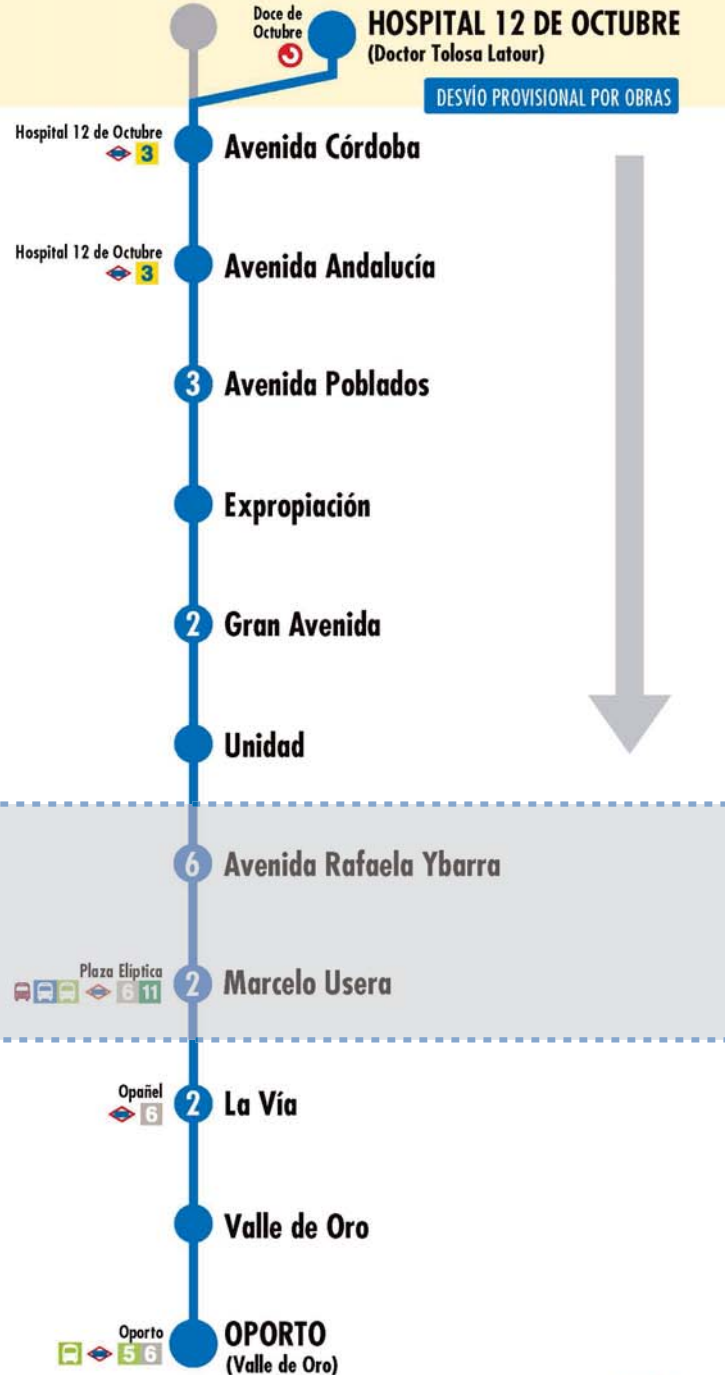 Doce de
Octubre
HOSPITAL 12 DE OCTUBRE
(Doctor Tolosa Latour)
DESVÍO PROVISIONAL POR OBRAS
Hospital 12 de Octubre
3
Avenida Córdoba
Hospital 12 de Octubre
3
Avenida Andalucía
3 Avenida Poblados
Expropiación
2 Gran Avenida
Unidad
6 Avenida Rafaela Ybarra
Plaza Elíptica
6 11
2 Marcelo Usera
Opañel
6
2 La Vía
Valle de Oro
Oporto
5 6
OPORTO
(Valle de Oro)